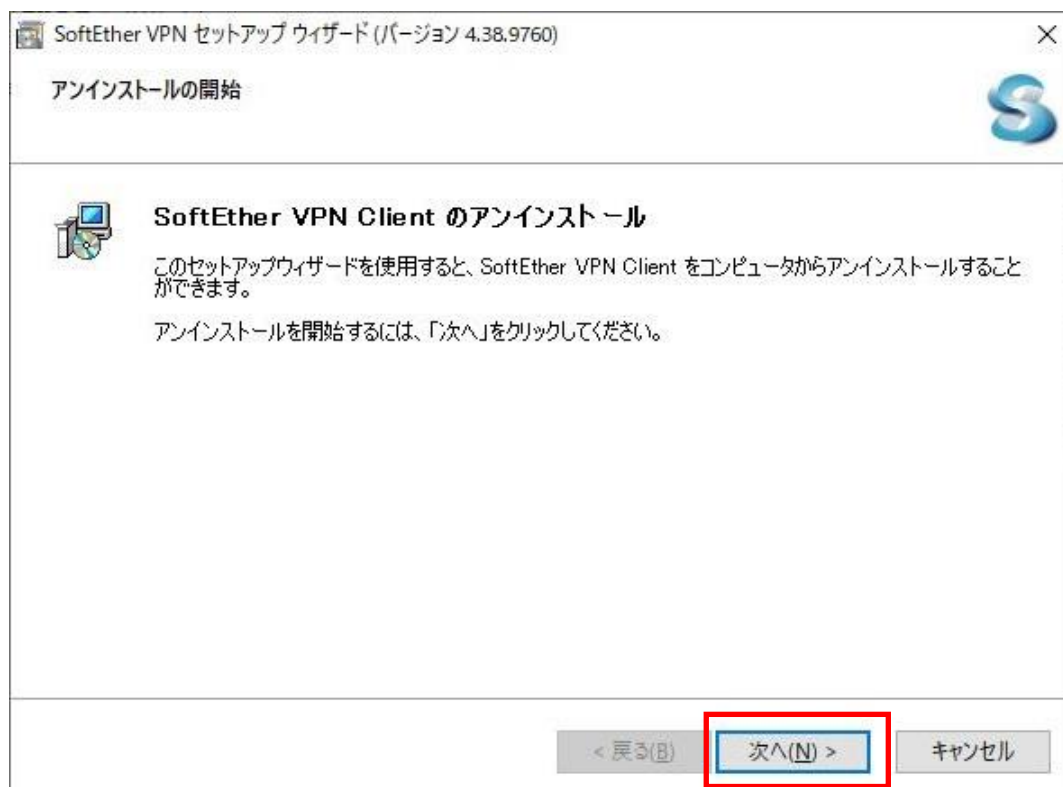 SoftEther VPN セットアップ ウィザード (バージョン 4.38.9760)
アンインストールの開始
SoftEther VPN Client のアンインストール
このセットアップウィザードを使用すると、SoftEther VPN Client をコンピュータからアンインストールすること
ができます。
アンインストールを開始するには、「次へ」をクリックしてください。
< 戻る(B)
次へ(N) >
キャンセル